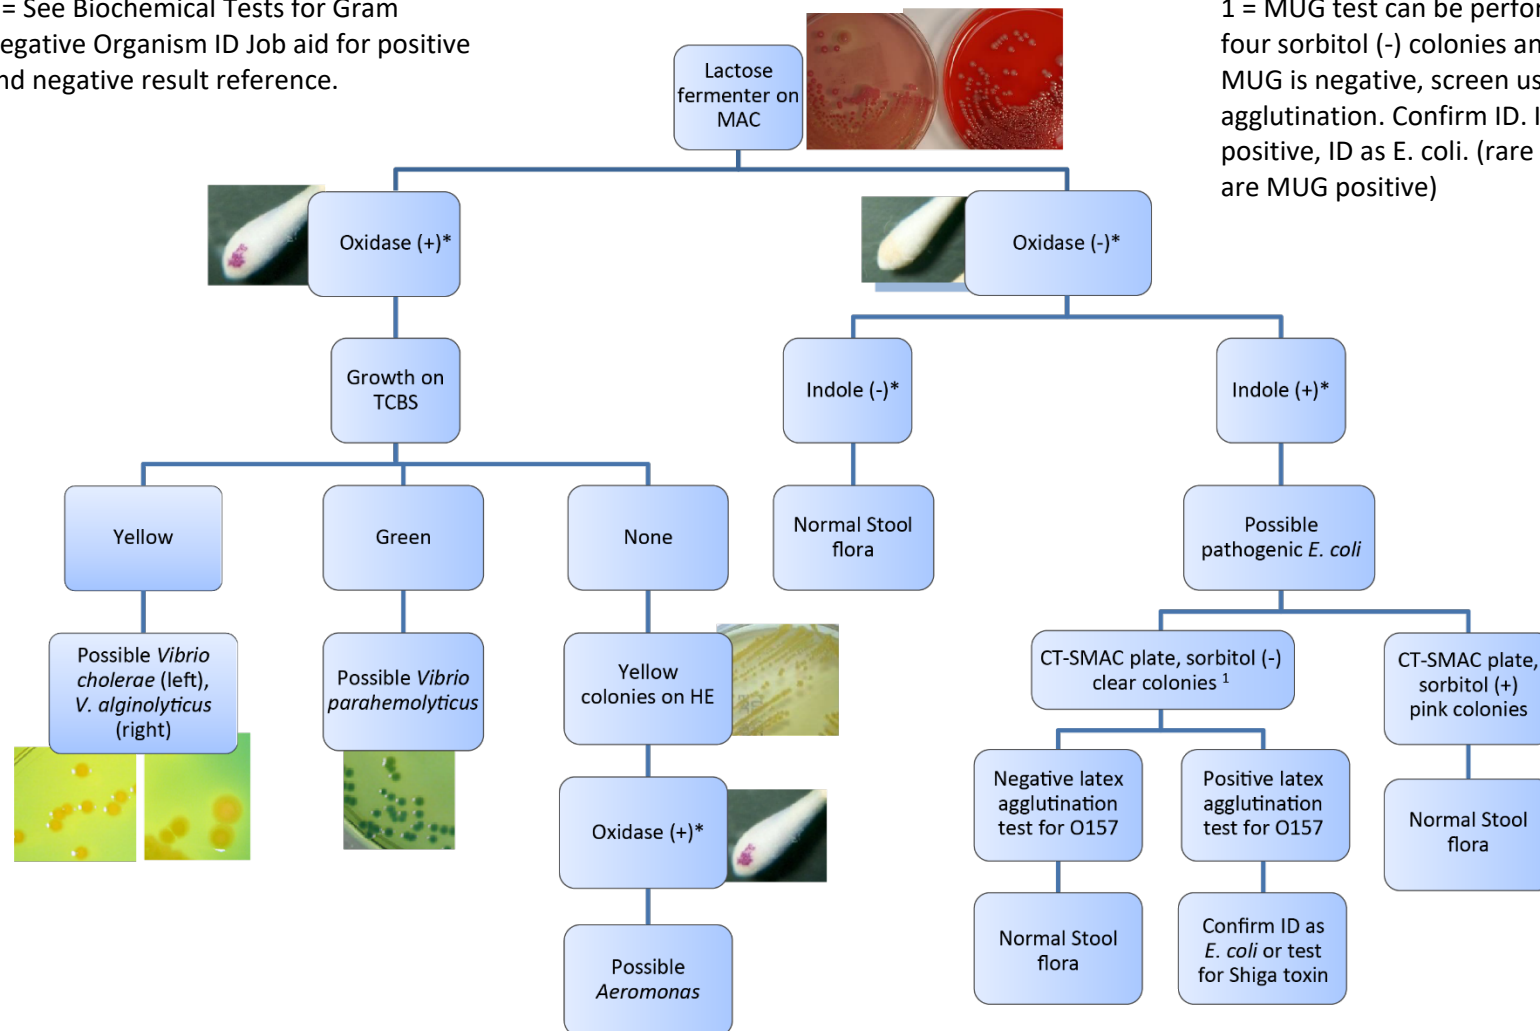 = See Biochemical Tests for Gram
egative Organism ID Job aid for positive
nd negative result reference.
1 = MUG test can be perfor
four sorbitol (-) colonies an
MUG is negative, screen us
agglutination. Confirm ID. I
positive, ID as E. coli. (rare
are MUG positive)
Lactose
fermenter on
MAC
Oxidase (+)*
Oxidase (-)*
Growth on
TCBS
Indole (-)*
Indole (+)*
Yellow
Green
None
Normal Stool
flora
Possible
pathogenic E. coli
Possible Vibrio
cholerae (left),
V. alginolyticus
(right)
Possible Vibrio
parahemolyticus
Yellow
colonies on HE
CT-SMAC plate, sorbitol (-)
clear colonies 1
CT-SMAC plate,
sorbitol (+)
pink colonies
Oxidase (+)*
Negative latex
agglutination
test for O157
Positive latex
agglutination
test for O157
Normal Stool
flora
Possible
Aeromonas
Normal Stool
flora
Confirm ID as
E. coli or test
for Shiga toxin